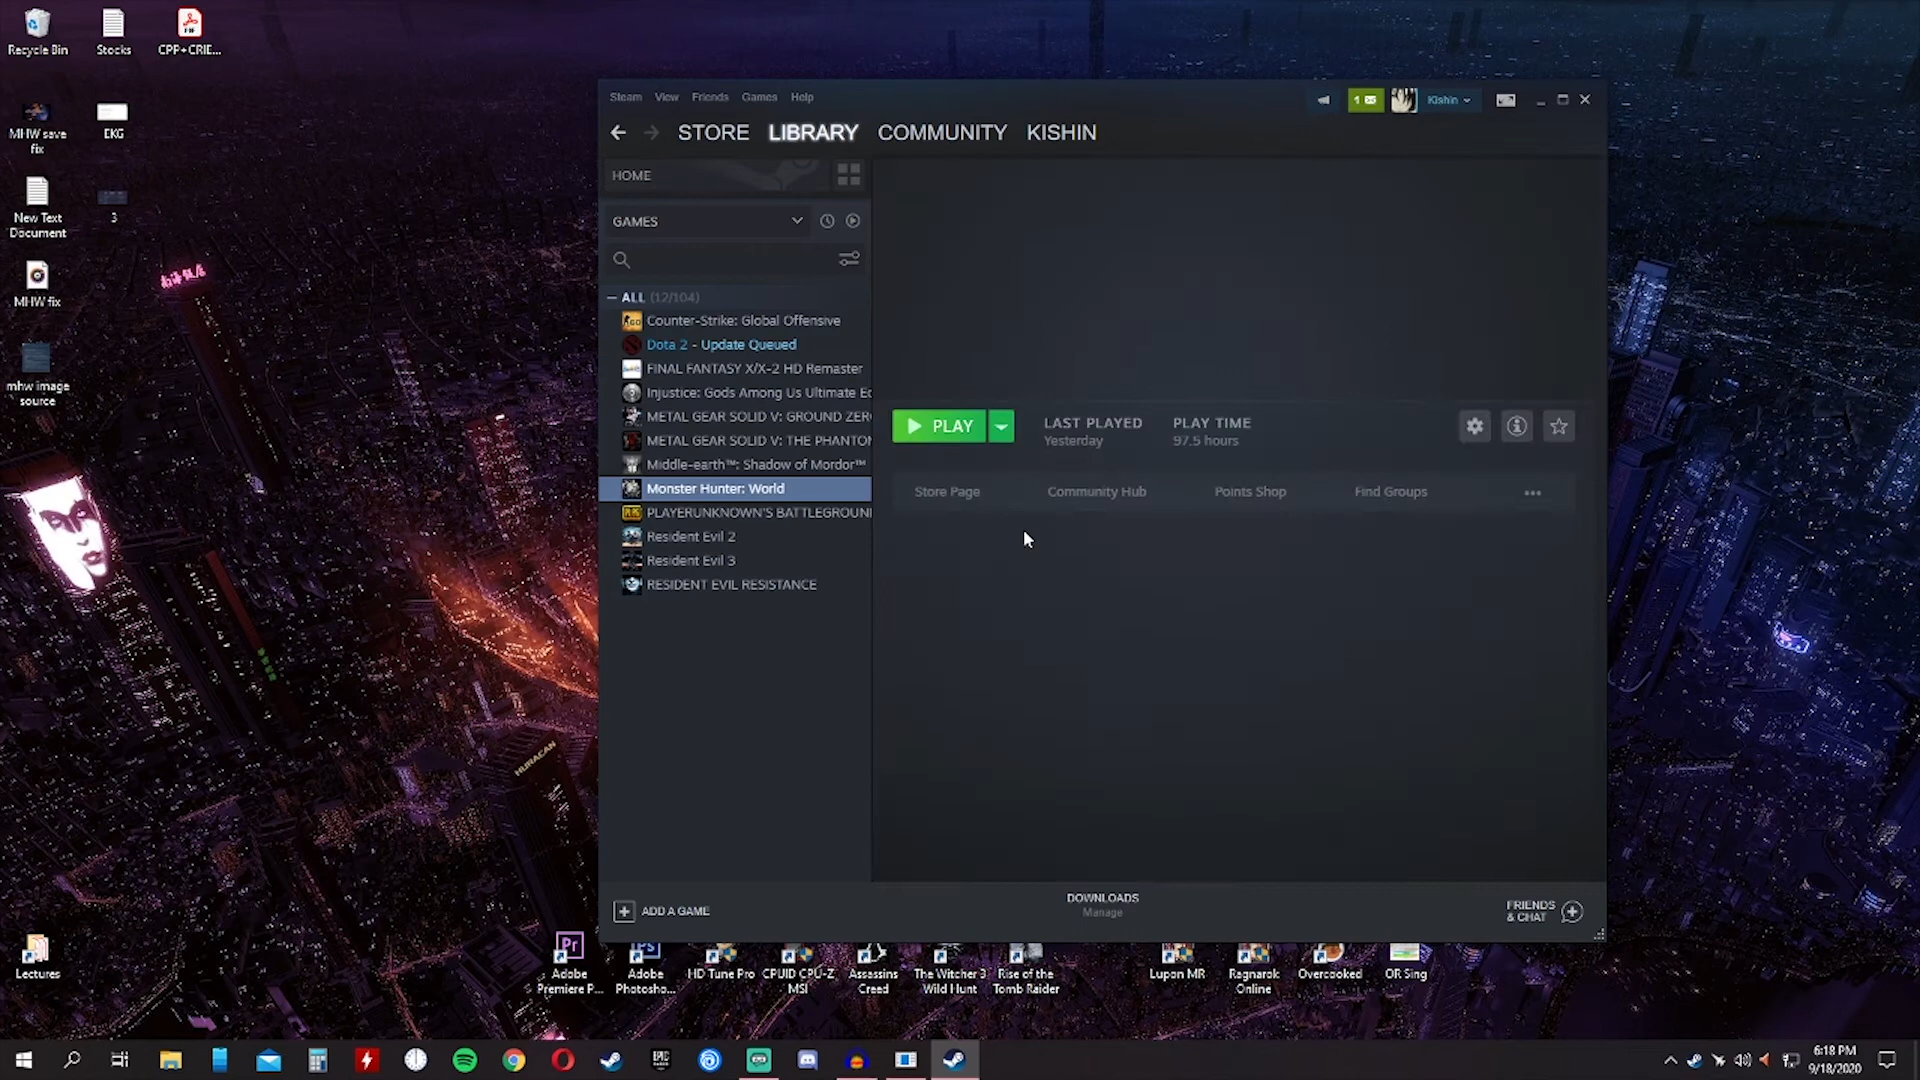 Recycle Bin
Stocks
CPP+CRIE...
MHW save
fix
EKG
New Text
Document
3
MHW fix
mhw image
source
Lectures
HURACAN
Steam View Friends Games Help
1
Kishin
STORE LIBRARY COMMUNITY KISHIN
HOME
GAMES
ALL (12/104)
Counter-Strike: Global Offensive
Dota 2 - Update Queued
FINAL FANTASY X/X-2 HD Remaster
Injustice: Gods Among Us Ultimate Ed
METAL GEAR SOLID V: GROUND ZERO
METAL GEAR SOLID V: THE PHANTOM
Middle-earth™: Shadow of Mordor™
Monster Hunter: World
PLAYERUNKNOWN'S BATTLEGROUN
Resident Evil 2
Resident Evil 3
RESIDENT EVIL RESISTANCE
PLAY
LAST PLAYED
Yesterday
PLAY TIME
97.5 hours
Store Page Community Hub Points Shop Find Groups
ADD A GAME
DOWNLOADS
Manage
FRIENDS
& CHAT
Adobe
Premiere P...
Adobe
Photosho...
HD Tune Pro
CPUID CPU-Z
MSI
Assassins
Creed
The Witcher 3
Wild Hunt
Rise of the
Tomb Raider
Lupon MR
Ragnarok
Online
Overcooked
OR Sing
EPIC
6:18 PM
9/18/2020